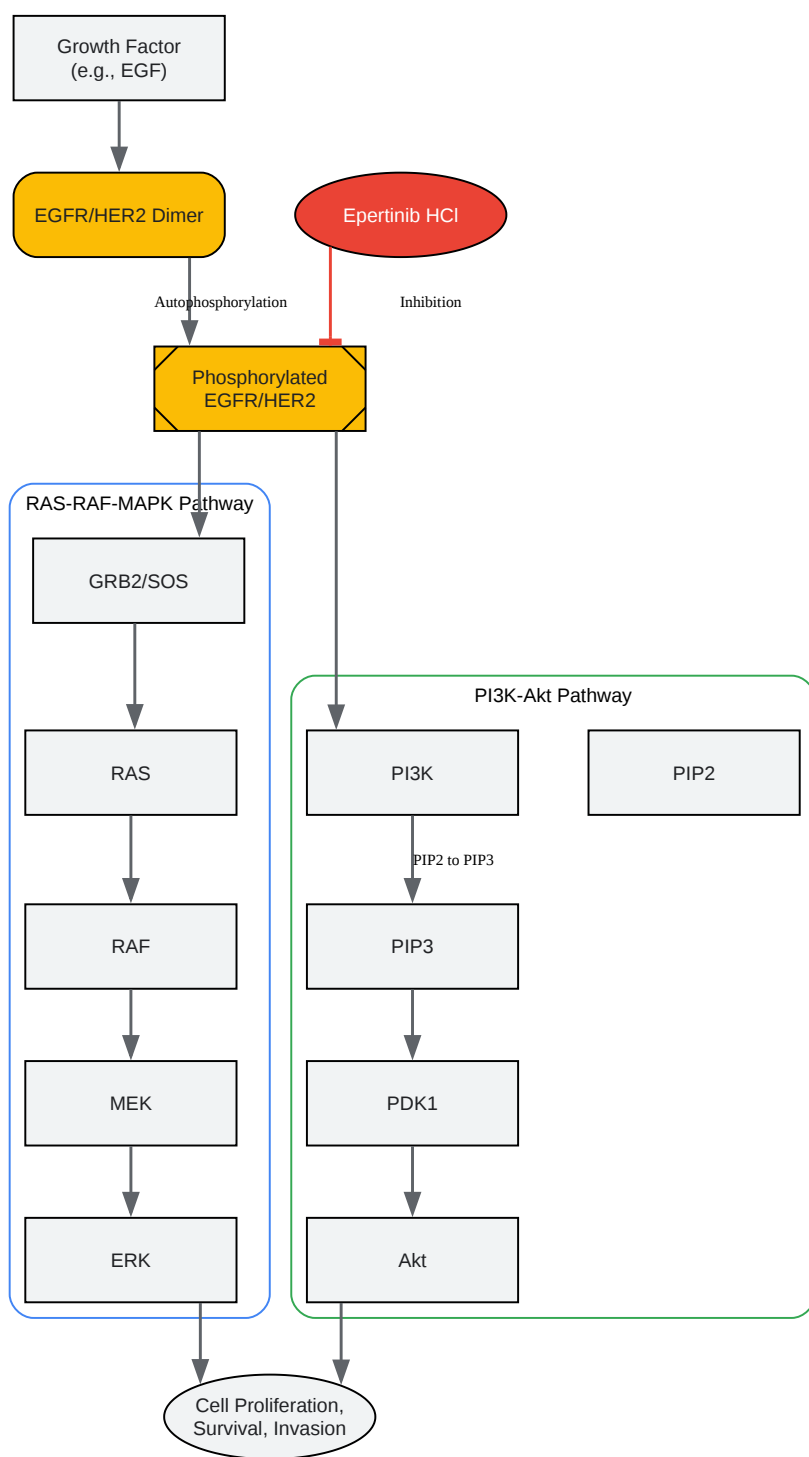 Growth Factor
(e.g., EGF)
EGFR/HER2 Dimer
Epertinib HCl
Autophosphorylation
Inhibition
Phosphorylated
EGFR/HER2
RAS-RAF-MAPK Pathway
GRB2/SOS
PI3K-Akt Pathway
RAS
PI3K
PIP2
PIP2 to PIP3
RAF
PIP3
MEK
PDK1
ERK
Akt
Cell Proliferation,
Survival, Invasion